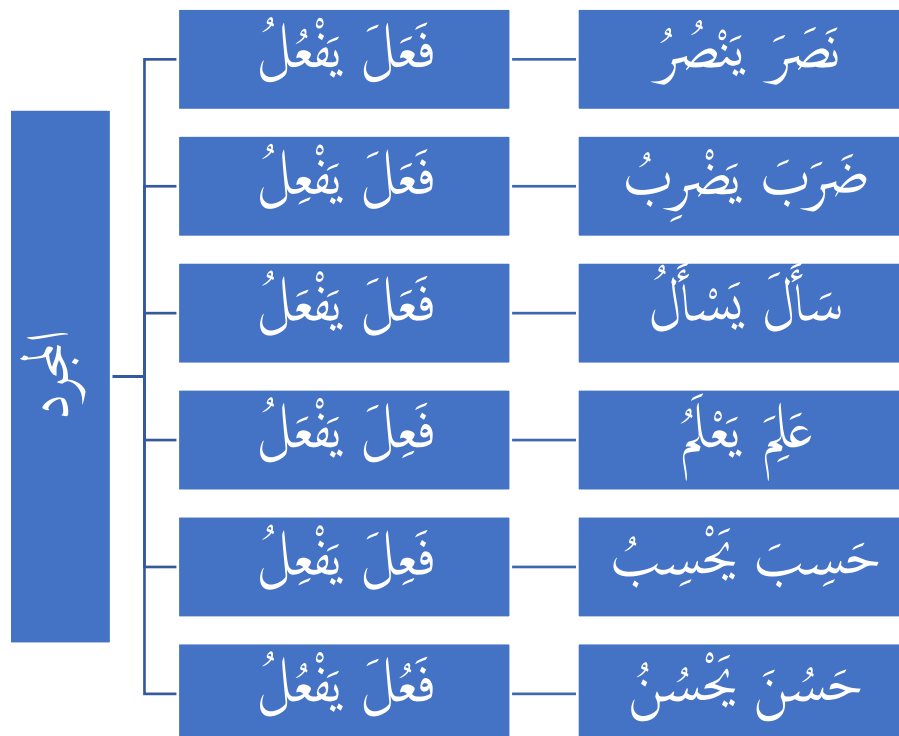 المجرد
فَعَلَ يَفْعُلُ
نَصَرَ يَنْصُرُ
فَعَلَ يَفْعِلُ
ضَرَبَ يَضْرِبُ
فَعَلَ يَفْعَلُ
سَأَلَ يَسْأَلُ
فَعِلَ يَفْعَلُ
عَلِمَ يَعْلَمُ
فَعِلَ يَفْعِلُ
حَسِبَ يَحْسِبُ
فَعُلَ يَفْعُلُ
حَسُنَ يَحْسُنُ